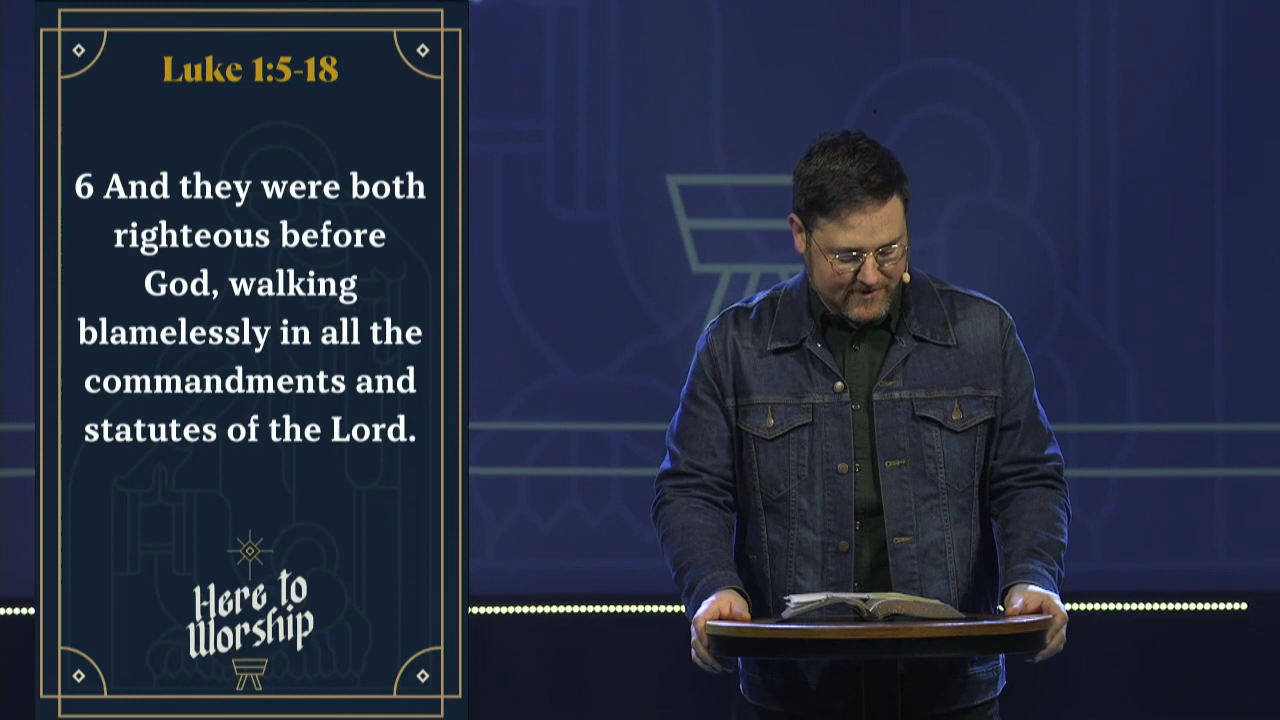 Luke 1:5-18
6 And they were both
righteous before
God, walking
blamelessly in all the
commandments and
statutes of the Lord.
Here to
Worship